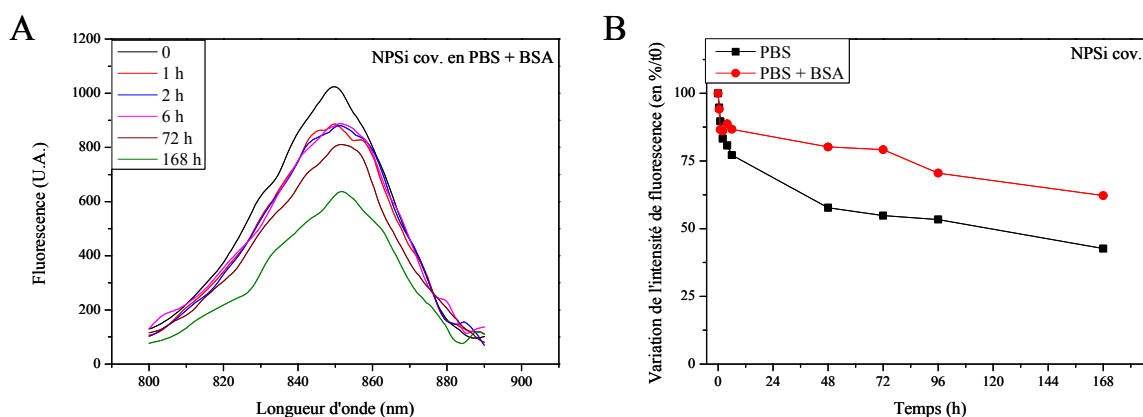 A
NPSi cov. en PBS + BSA
0
1 h
2 h
6 h
72 h
168 h
1200
1000
800
600
400
200
0
800
820
840
860
880
900
Fluorescence (U.A.)
Longueur d'onde (nm)
B
PBS
PBS + BSA
NPSi cov.
100
75
50
25
0
0
24
48
72
96
120
144
168
Variation de l'intensité de fluorescence (en %/t0)
Temps (h)